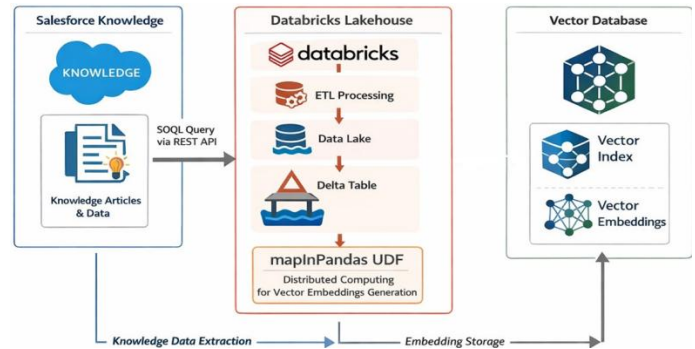 Salesforce Knowledge
KNOWLEDGE
Knowledge Articles
& Data
SOQL Query
via REST API
Databricks Lakehouse
databricks
ETL Processing
Data Lake
Delta Table
mapInPandas UDF
Distributed Computing
for Vector Embeddings Generation
Vector Database
Vector
Index
Vector
Embeddings
Knowledge Data Extraction
Embedding Storage